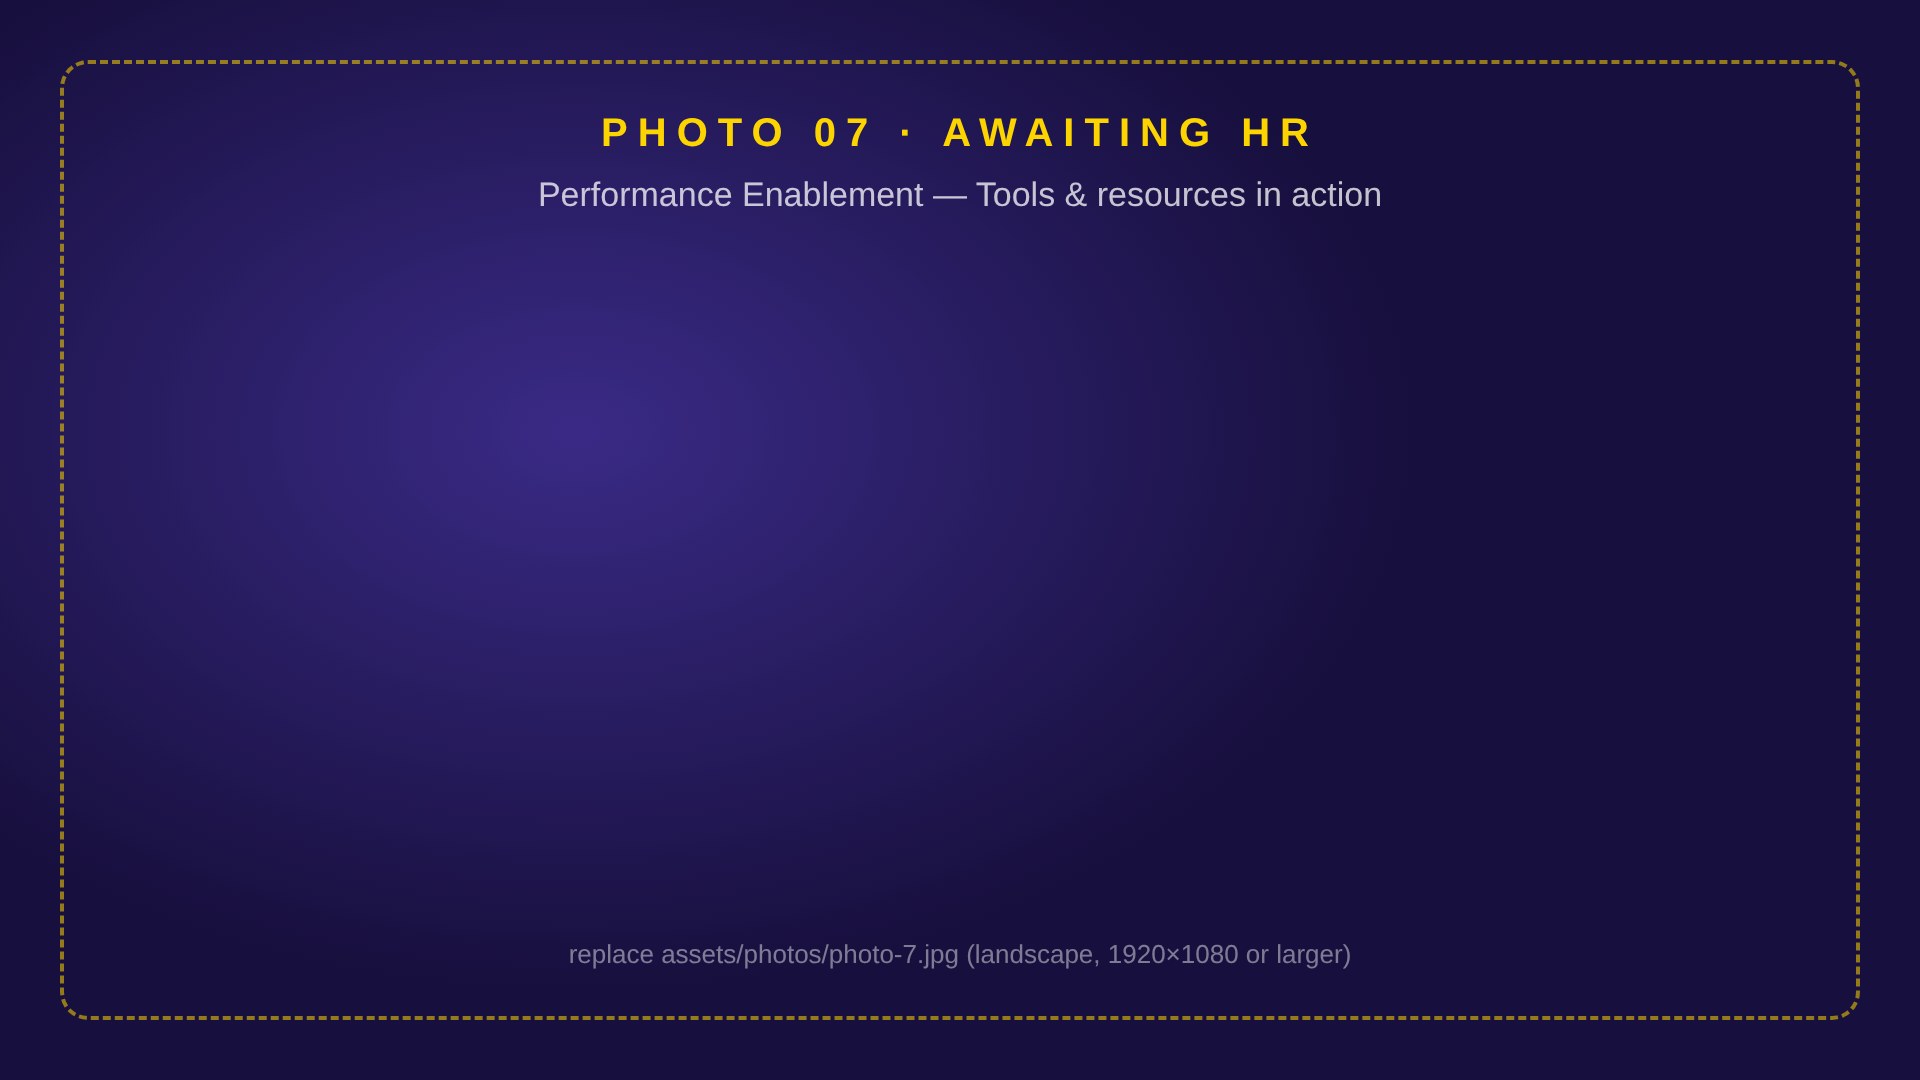 PHOTO 07 · AWAITING HR
Performance Enablement — Tools & resources in action
replace assets/photos/photo-7.jpg (landscape, 1920×1080 or larger)